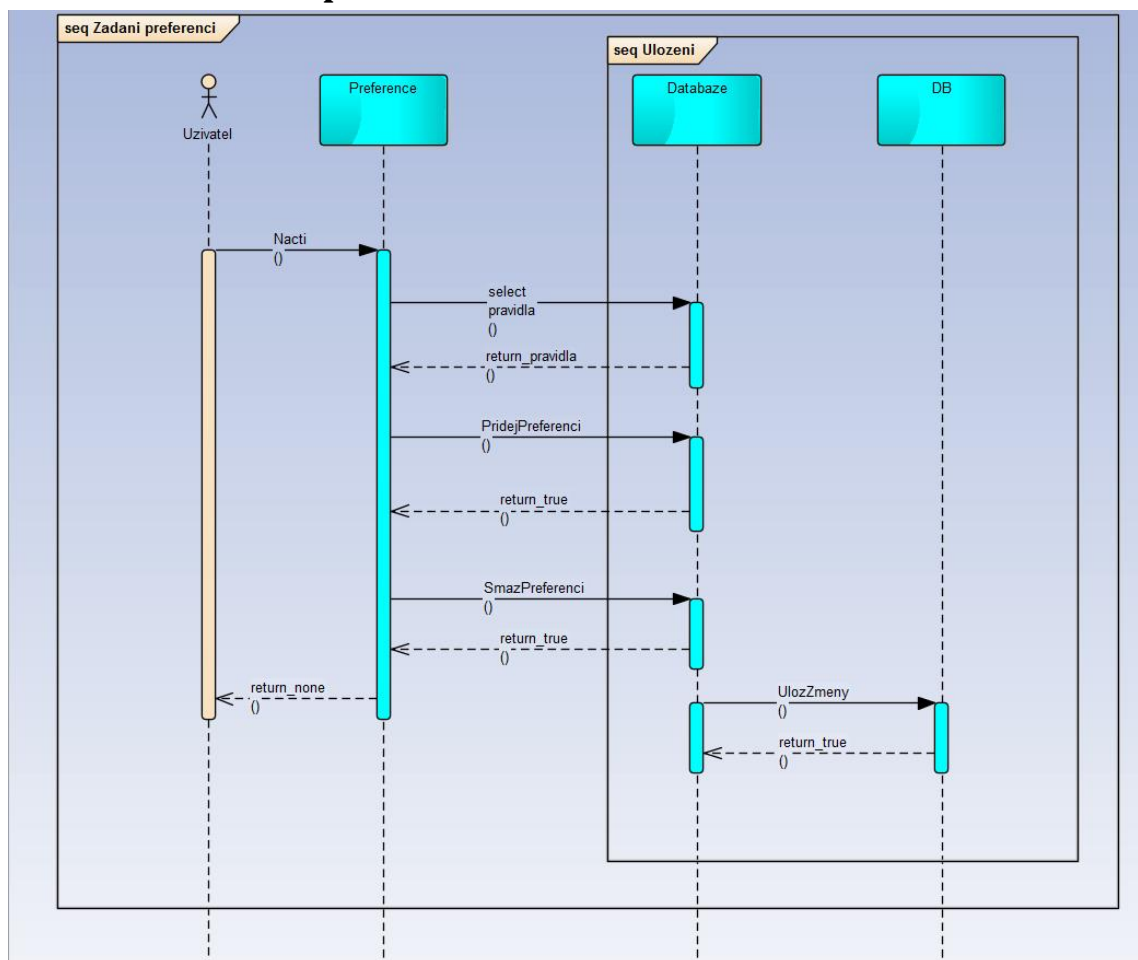 seq Zadani preferenci
seq Ulozeni
Uzivatel
Preference
Databaze
DB
Nacti
()
select
pravidla
()
return_pravidla
()
PridejPreferenci
()
return_true
()
SmazPreferenci
()
return_true
()
return_none
()
UlozZmeny
()
return_true
()